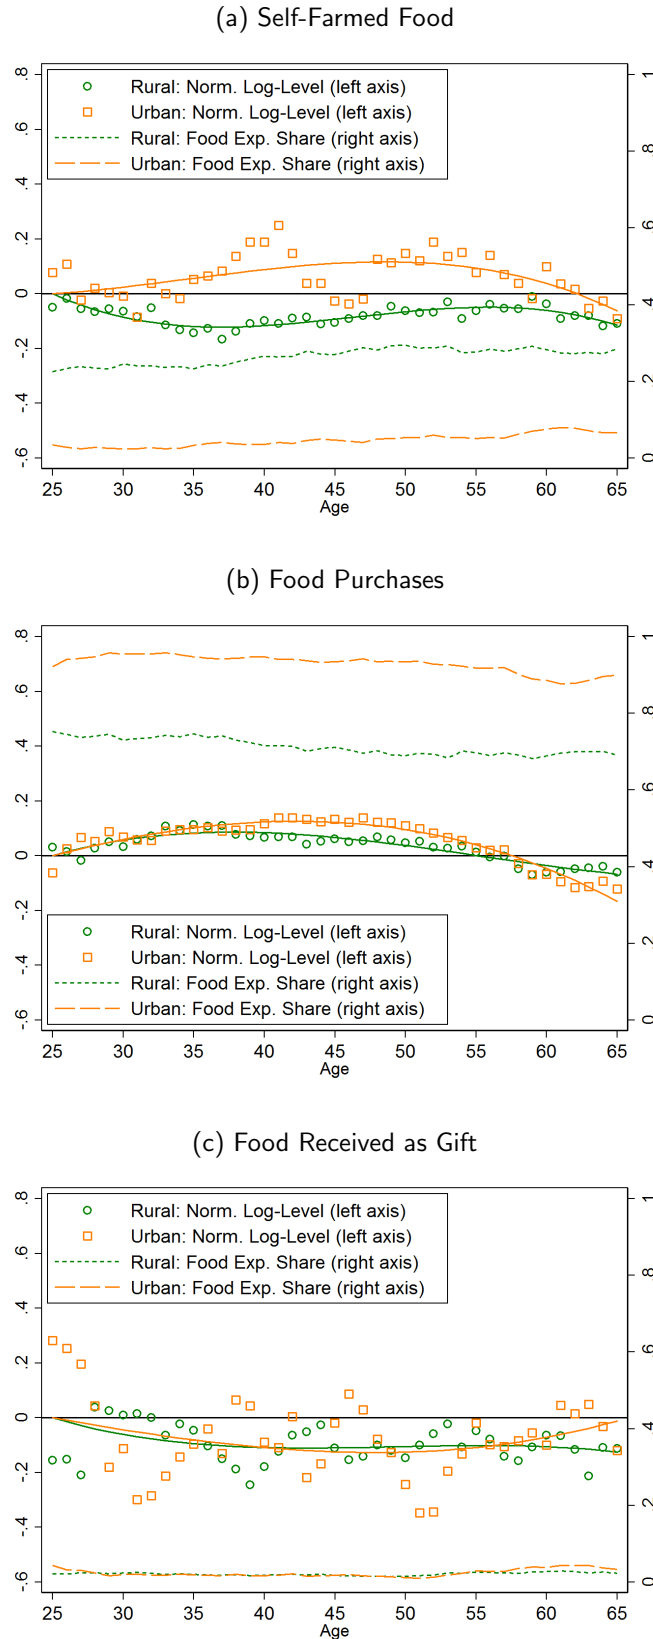 (a) Self-Farmed Food
Rural: Norm. Log-Level (left axis)
Urban: Norm. Log-Level (left axis)
Rural: Food Exp. Share (right axis)
Urban: Food Exp. Share (right axis)
.8
.6
.4
.2
0
-.2
-.4
-.6
1
.8
.6
.4
.2
0
25 30 35 40 45 50 55 60 65
Age
(b) Food Purchases
.8
.6
.4
.2
0
-.2
-.4
-.6
1
.8
.6
.4
.2
0
Rural: Norm. Log-Level (left axis)
Urban: Norm. Log-Level (left axis)
Rural: Food Exp. Share (right axis)
Urban: Food Exp. Share (right axis)
25 30 35 40 45 50 55 60 65
Age
(c) Food Received as Gift
Rural: Norm. Log-Level (left axis)
Urban: Norm. Log-Level (left axis)
Rural: Food Exp. Share (right axis)
Urban: Food Exp. Share (right axis)
.8
.6
.4
.2
0
-.2
-.4
-.6
1
.8
.6
.4
.2
0
25 30 35 40 45 50 55 60 65
Age